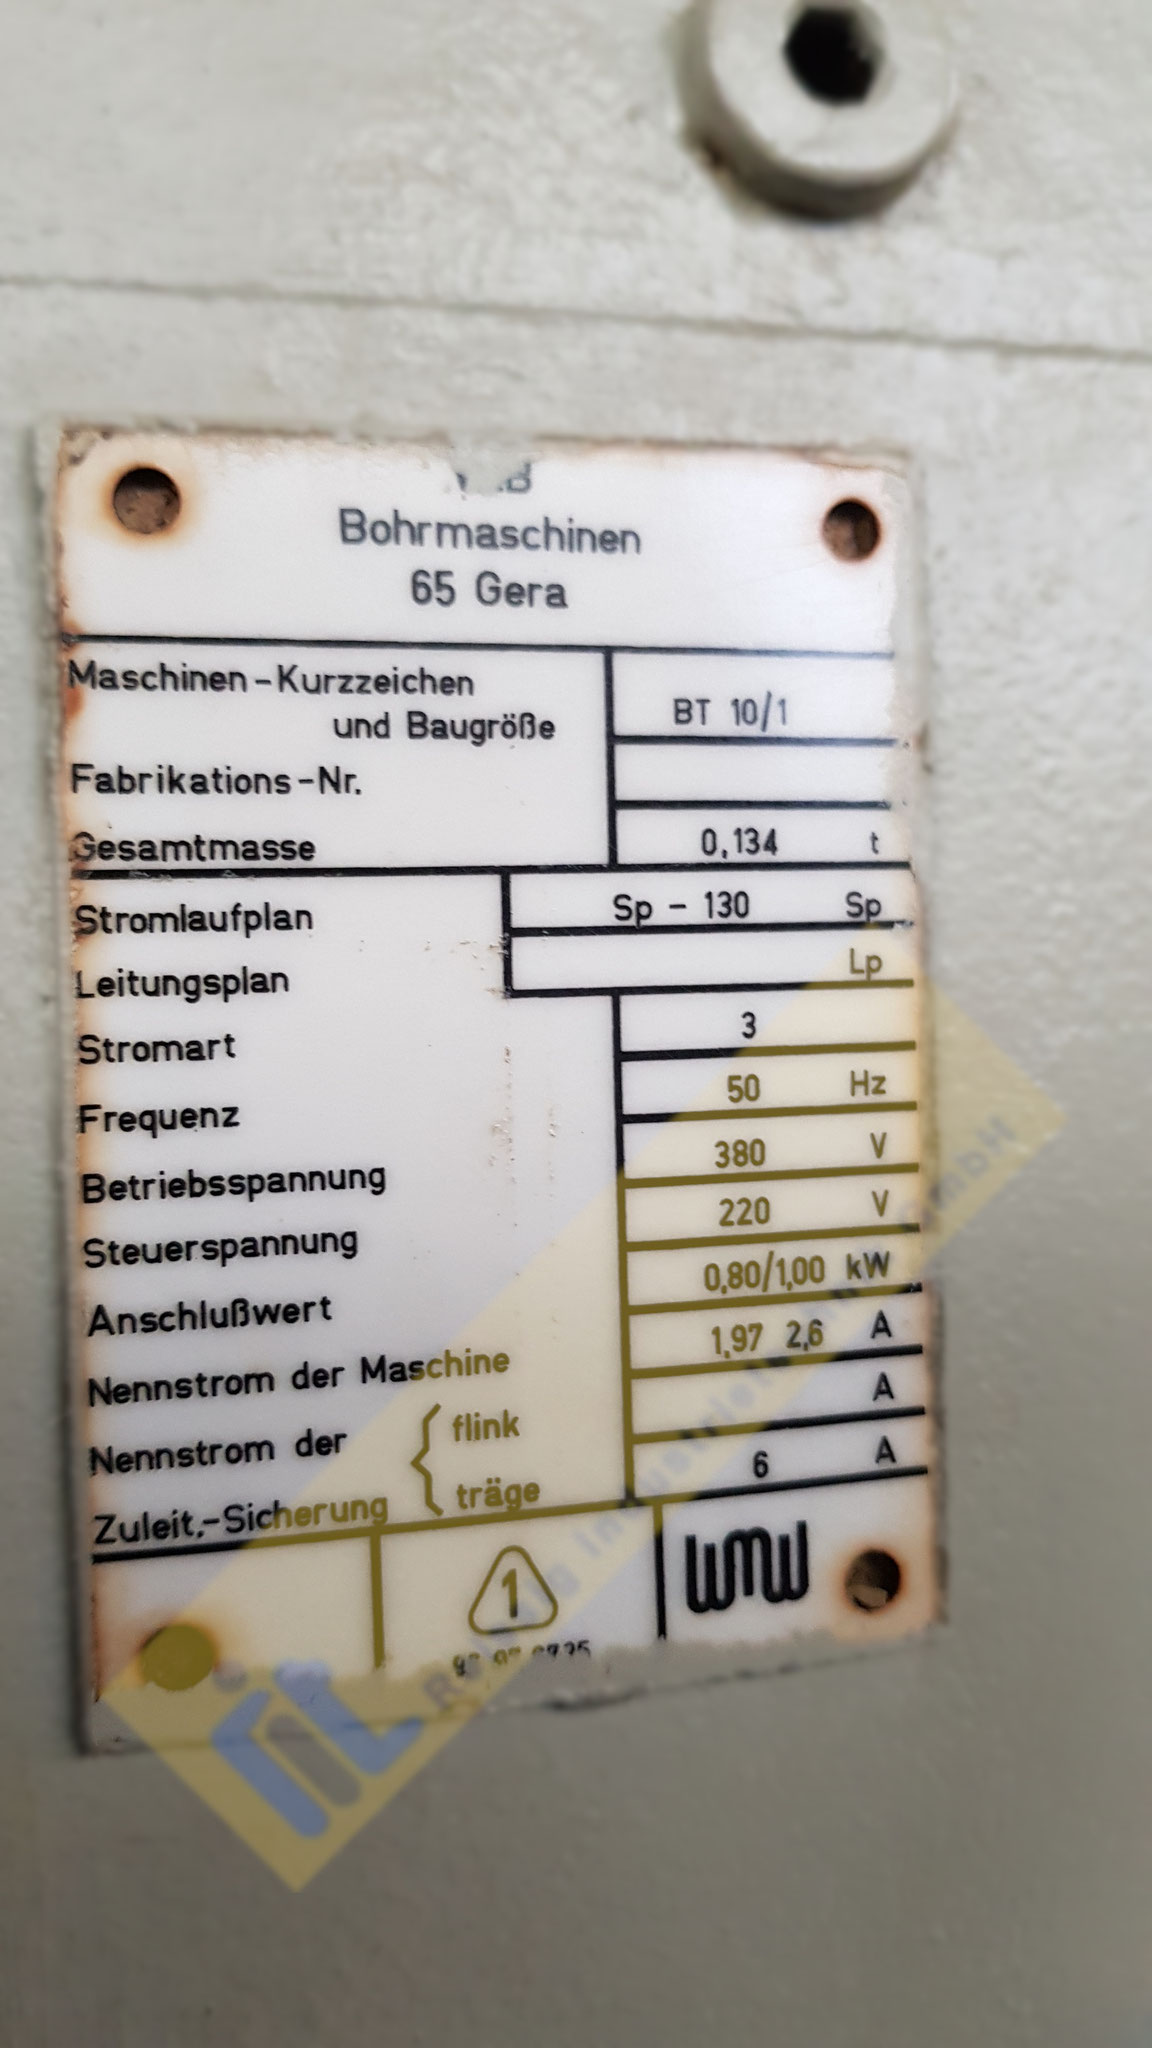 Bohrmaschinen
65 Gera
Maschinen-Kurzzeichen
und Baugröße BT 10/1
Fabrikations-Nr.
Gesamtmasse 0,134 t
Stromlaufplan Sp - 130 Sp
Leitungsplan Lp
Stromart 3
Frequenz 50 Hz
Betriebsspannung 380 V
Steuerspannung 220 V
Anschlußwert 0,80/1,00 kW
Nennstrom der Maschine 1,97 2,6 A
Nennstrom der flink A
Zuleit.-Sicherung träge 6 A
1 WMW